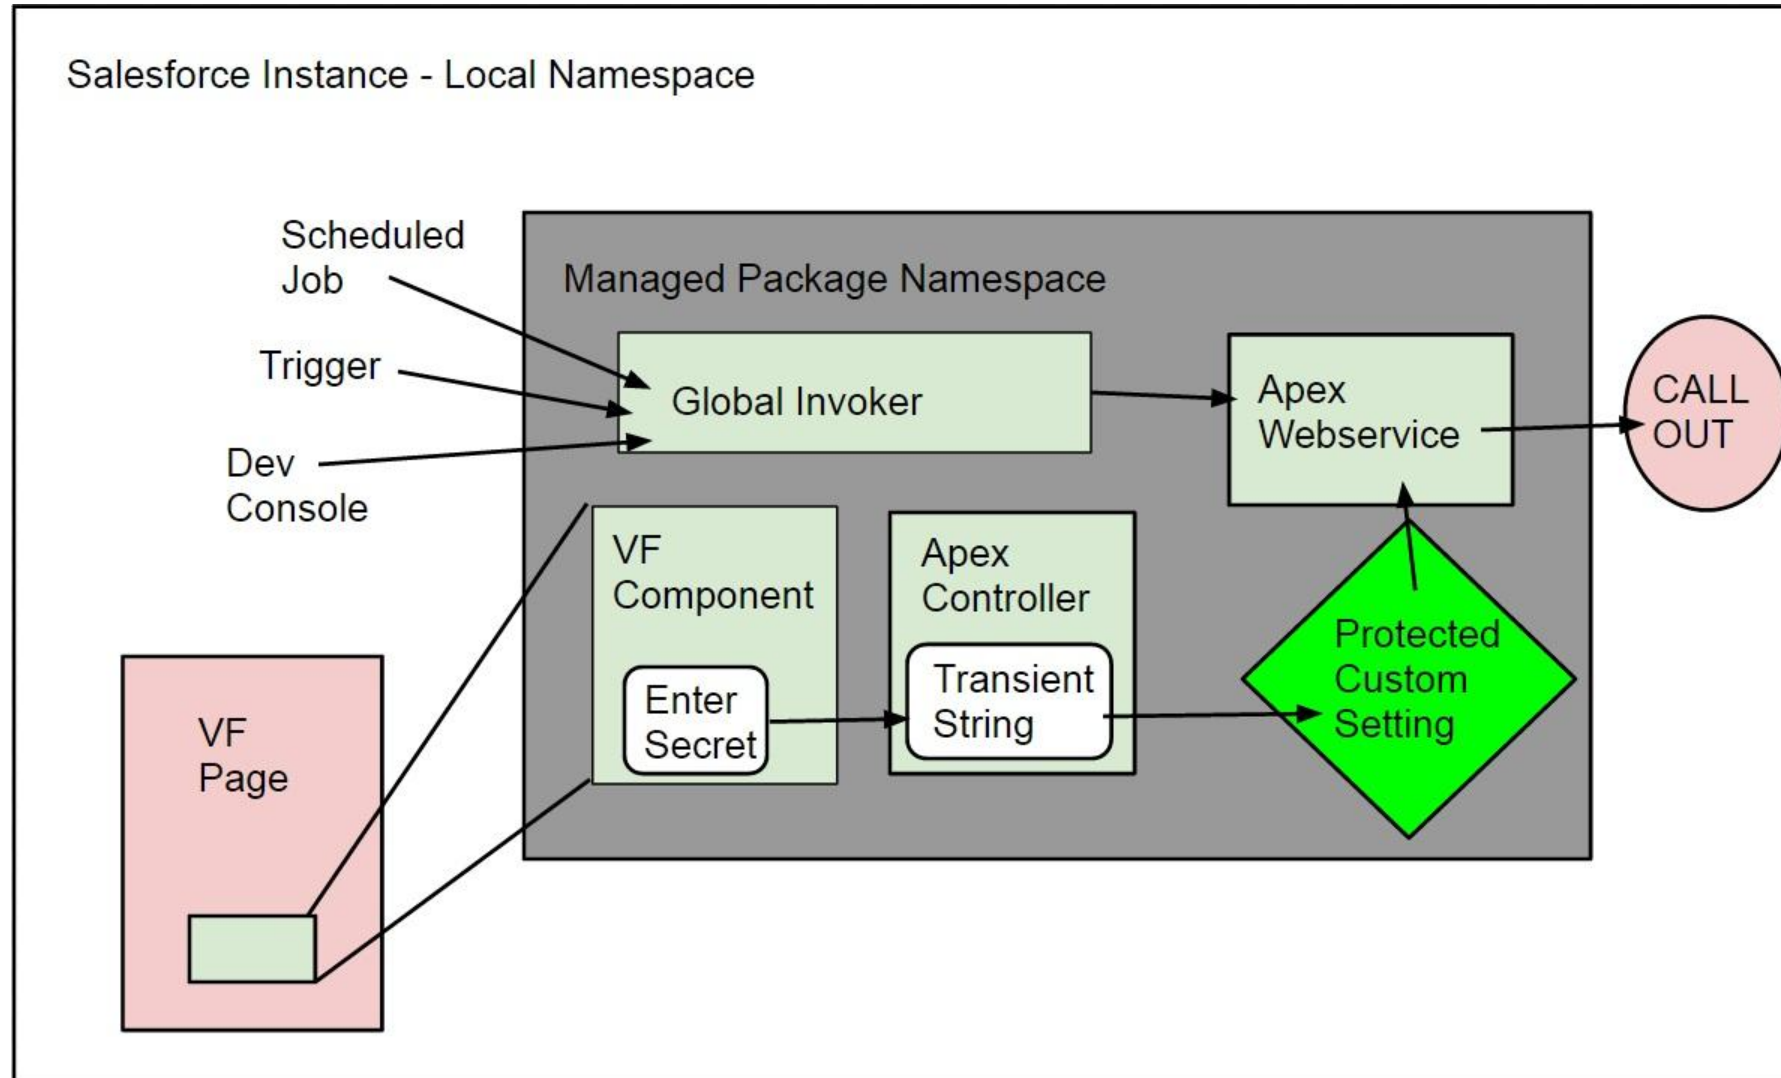 Salesforce Instance - Local Namespace
Scheduled
Job
Trigger
Dev
Console
Managed Package Namespace
Global Invoker
Apex
Webservice
CALL
OUT
VF
Component
Enter
Secret
Apex
Controller
Transient
String
Protected
Custom
Setting
VF
Page